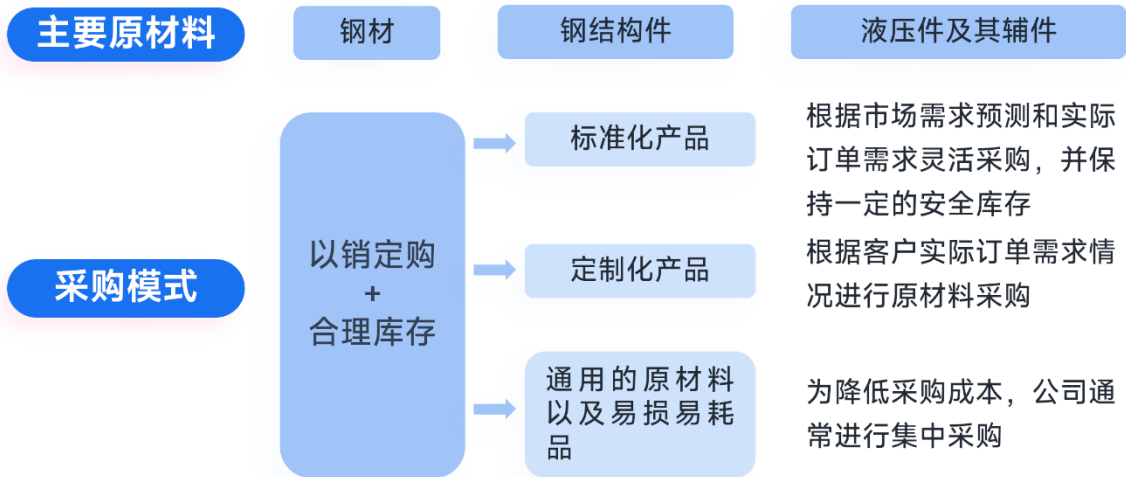 主要原材料
钢材
钢结构件
液压件及其辅件
采购模式
以销定购
+
合理库存
标准化产品
根据市场需求预测和实际
订单需求灵活采购，并保
持一定的安全库存
定制化产品
根据客户实际订单需求情
况进行原材料采购
通用的原材料
以及易损易耗
品
为降低采购成本，公司通
常进行集中采购